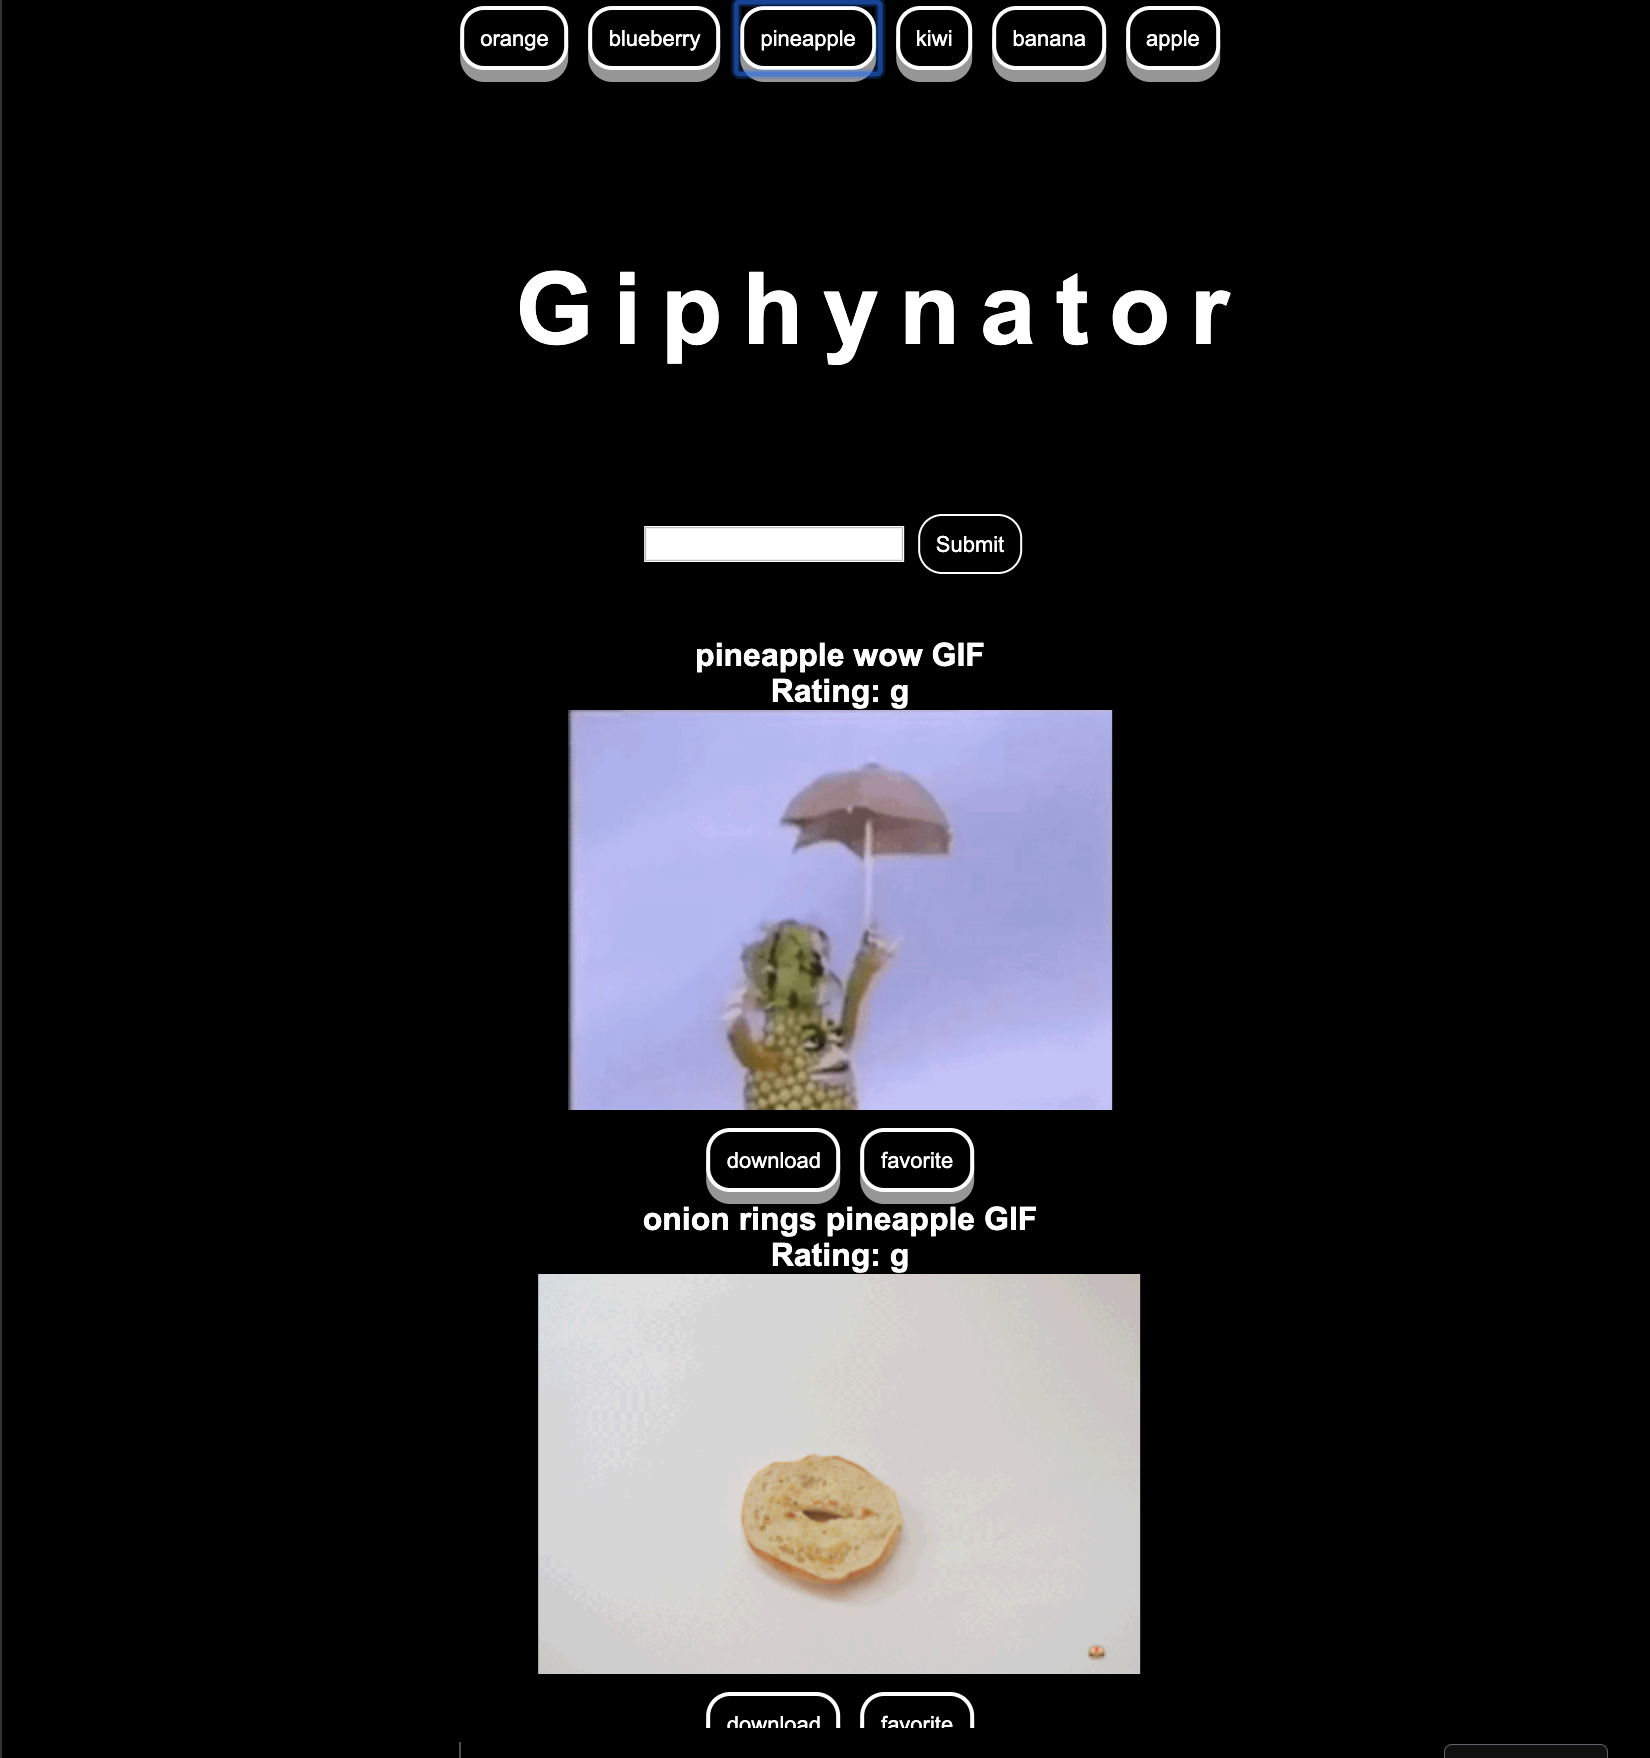 orange blueberry pineapple kiwi banana apple
Giphynator
Submit
pineapple wow GIF
Rating: g
download favorite
onion rings pineapple GIF
Rating: g
download favorite